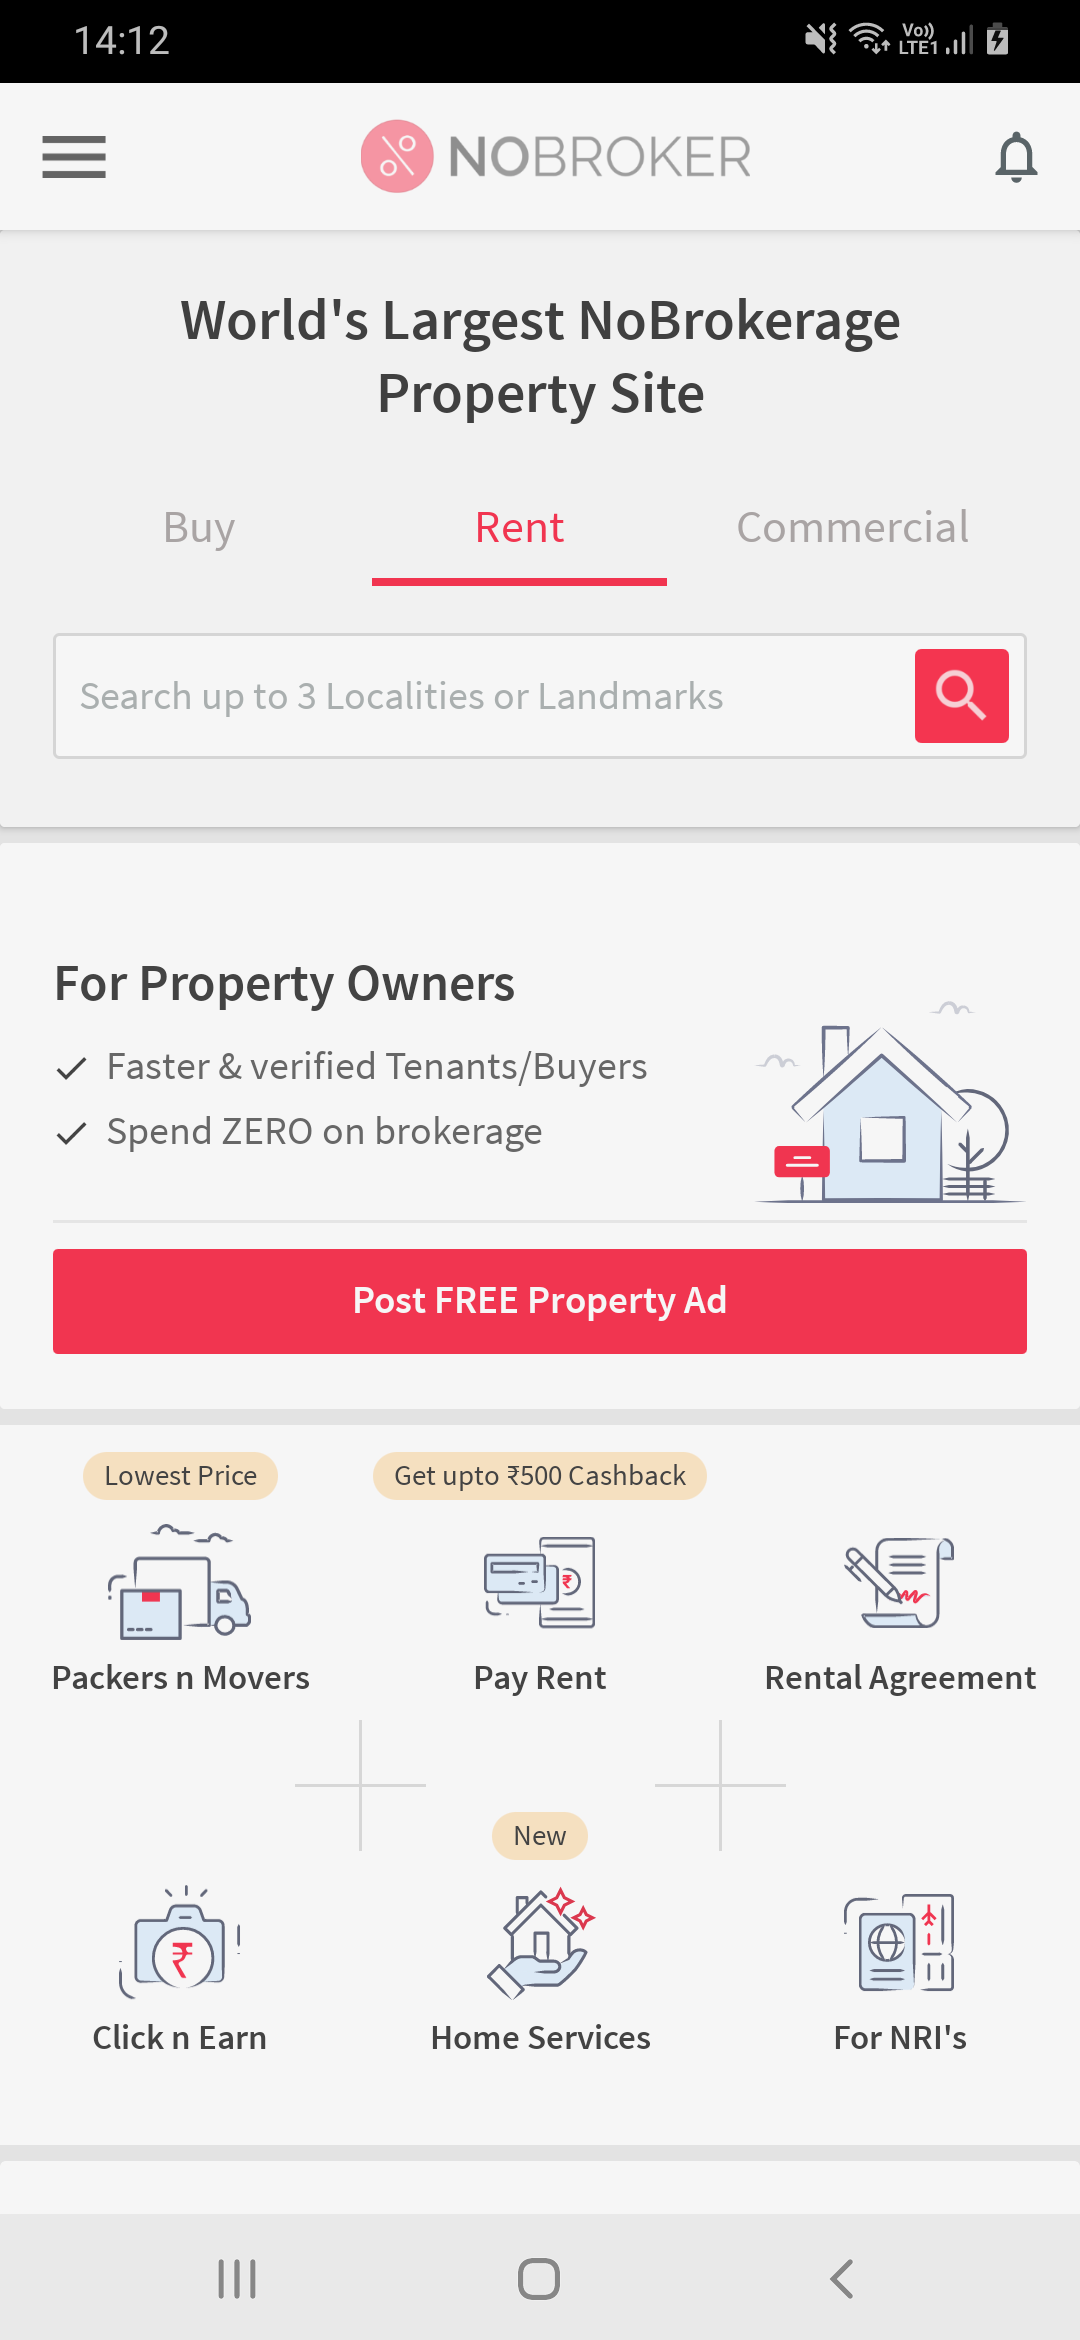 14:12
Vo))
LTE1
NOBROKER
World's Largest NoBrokerage
Property Site
Buy
Rent
Commercial
Search up to 3 Localities or Landmarks
For Property Owners
Faster & verified Tenants/Buyers
Spend ZERO on brokerage
Post FREE Property Ad
Lowest Price
Get upto ₹500 Cashback
₹
Packers n Movers
Pay Rent
Rental Agreement
New
₹
Click n Earn
Home Services
For NRI's